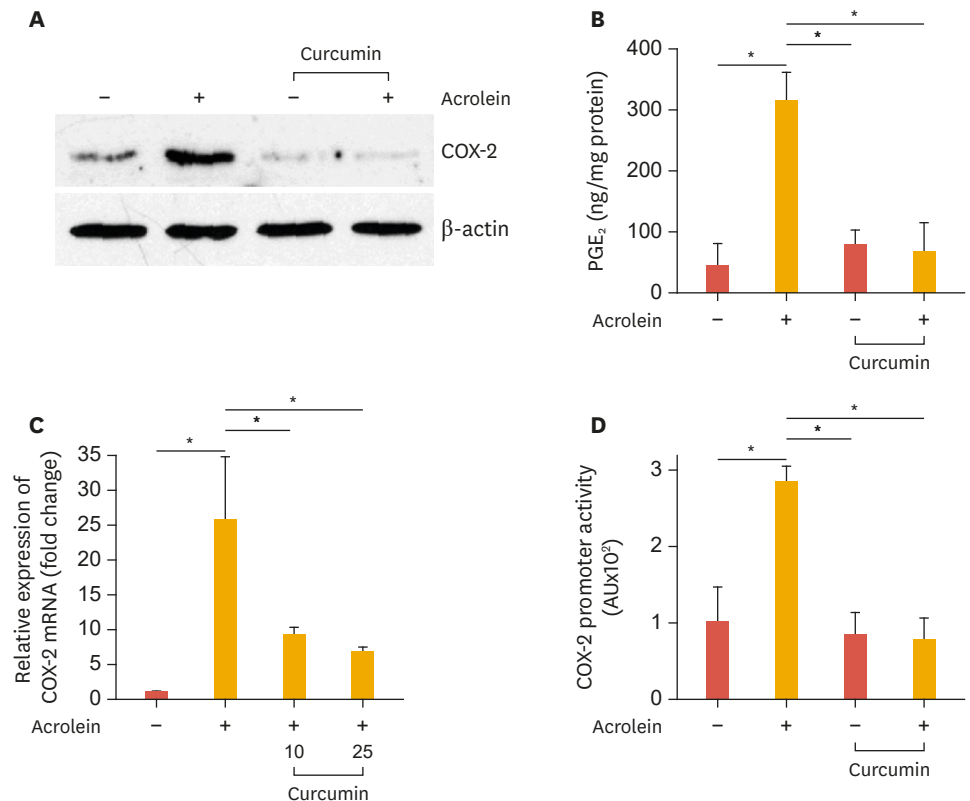 A
Curcumin
− + − + Acrolein
COX-2
β-actin
B
* * *
PGE₂ (ng/mg protein)
400
300
200
100
0
Acrolein − + − +
Curcumin
C
* * *
Relative expression of
COX-2 mRNA (fold change)
35
30
25
20
15
10
5
0
Acrolein − + + +
10 25
Curcumin
D
* * *
COX-2 promoter activity
(AUx10²)
3
2
1
0
Acrolein − + − +
Curcumin